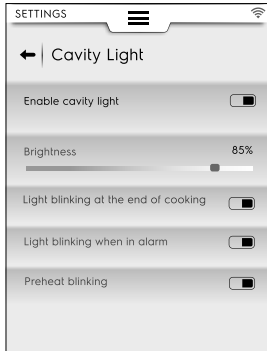 SETTINGS
Cavity Light
Enable cavity light
Brightness 85%
Light blinking at the end of cooking
Light blinking when in alarm
Preheat blinking